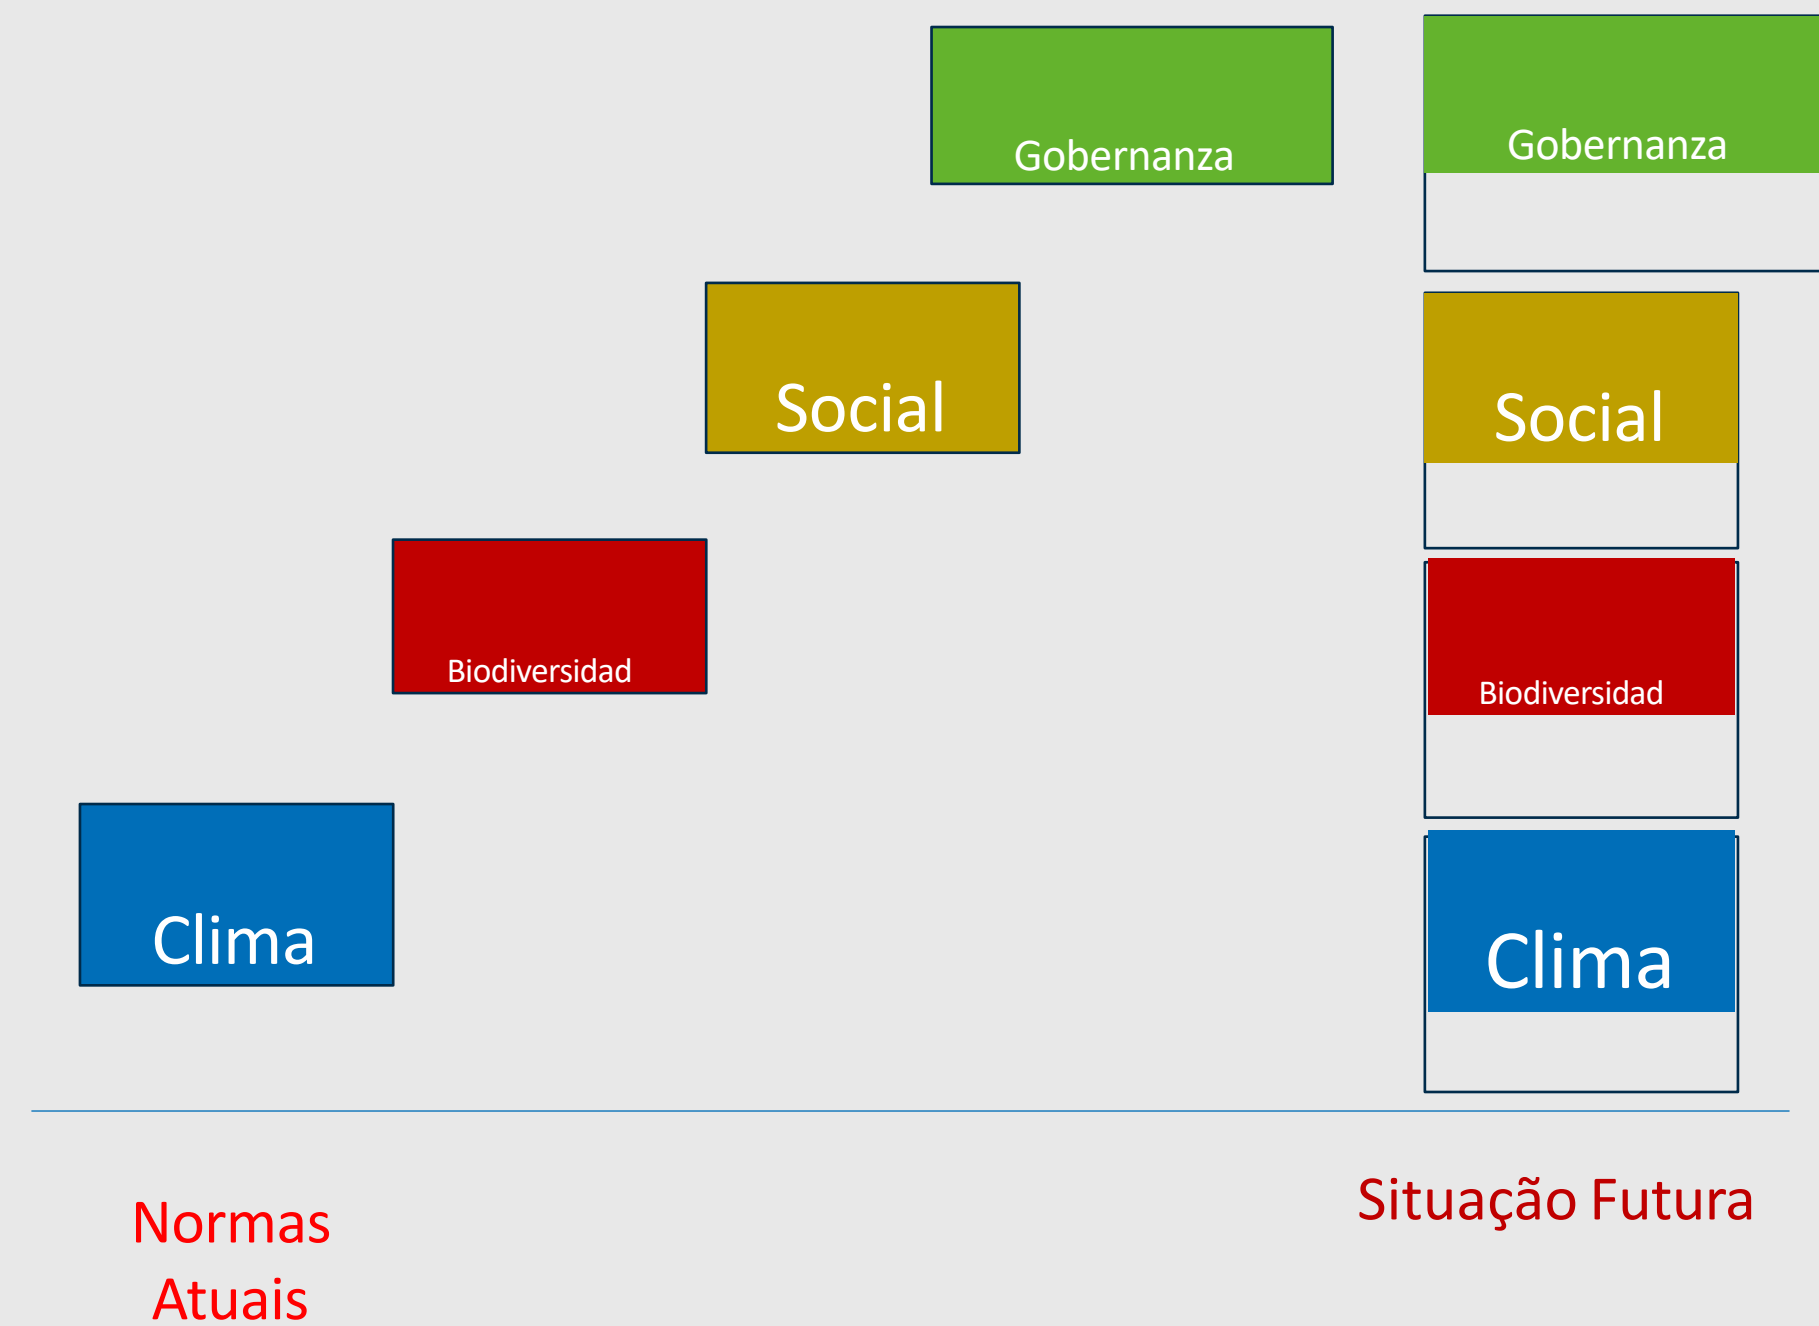 Gobernanza
Gobernanza
Social
Social
Biodiversidad
Biodiversidad
Clima
Clima
Situação Futura
Normas
Atuais